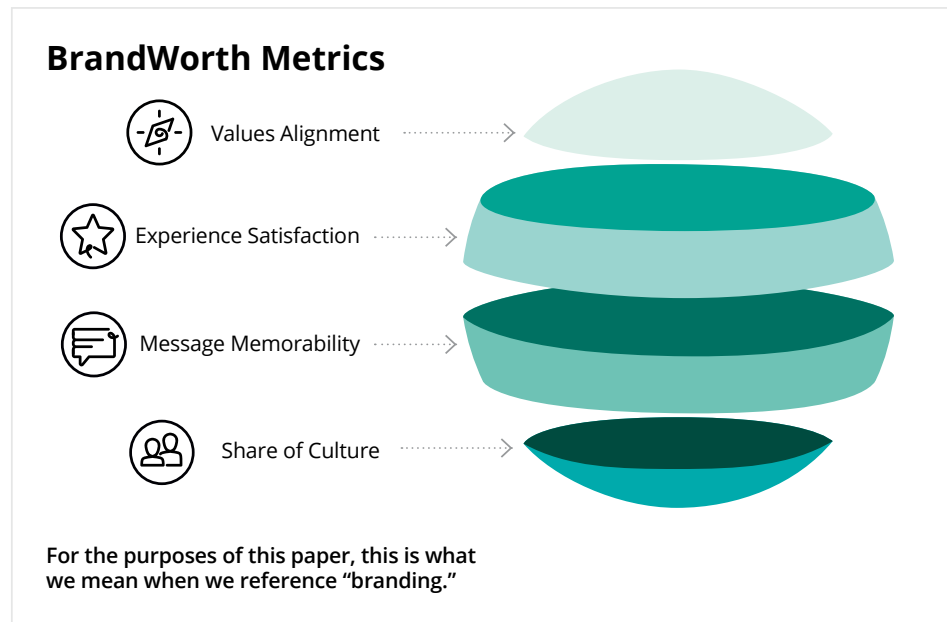 BrandWorth Metrics
Values Alignment
Experience Satisfaction
Message Memorability
Share of Culture
For the purposes of this paper, this is what
we mean when we reference “branding.”